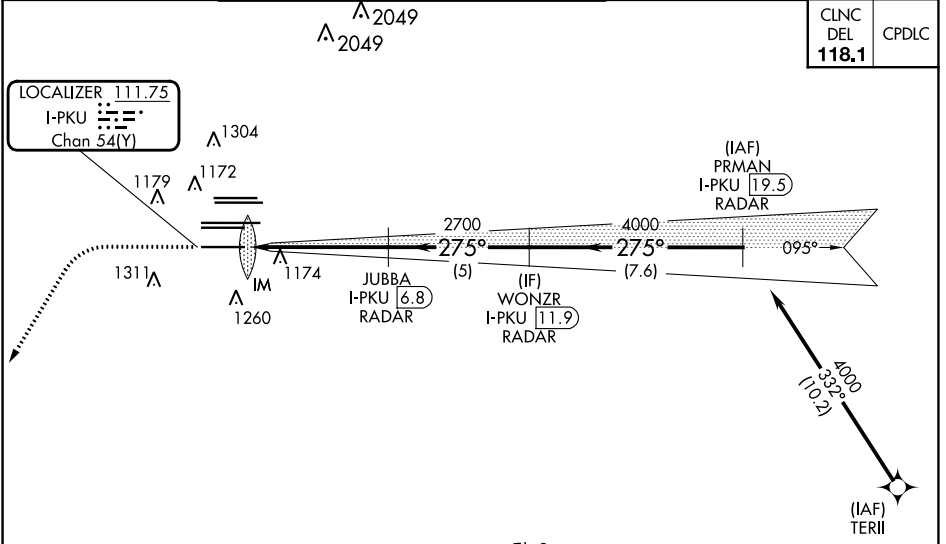 2049
2049
CLNC
DEL
118.1
CPDLC
LOCALIZER 111.75
I-PKU
Chan 54(Y)
1304
1179
1172
(IAF)
PRMAN
I-PKU 19.5
RADAR
2700
4000
275°
275°
095°
(5)
(7.6)
1311
1174
IM
1260
JUBBA
I-PKU 6.8
RADAR
(IF)
WONZR
I-PKU 11.9
RADAR
4000
332°
(10.2)
(IAF)
TERII